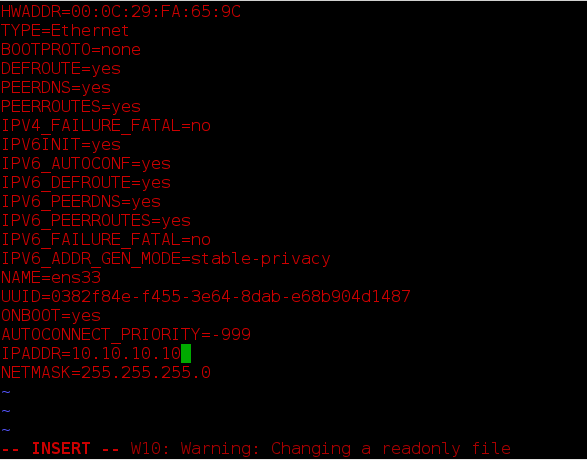 HWADDR=00:0C:29:FA:65:9C
TYPE=Ethernet
BOOTPROTO=none
DEFROUTE=yes
PEERDNS=yes
PEERROUTES=yes
IPV4_FAILURE_FATAL=no
IPV6INIT=yes
IPV6_AUTOCONF=yes
IPV6_DEFROUTE=yes
IPV6_PEERDNS=yes
IPV6_PEERROUTES=yes
IPV6_FAILURE_FATAL=no
IPV6_ADDR_GEN_MODE=stable-privacy
NAME=ens33
UUID=0382f84e-f455-3e64-8dab-e68b904d1487
ONBOOT=yes
AUTOCONNECT_PRIORITY=-999
IPADDR=10.10.10.10
NETMASK=255.255.255.0
~
~
~
-- INSERT -- W10: Warning: Changing a readonly file